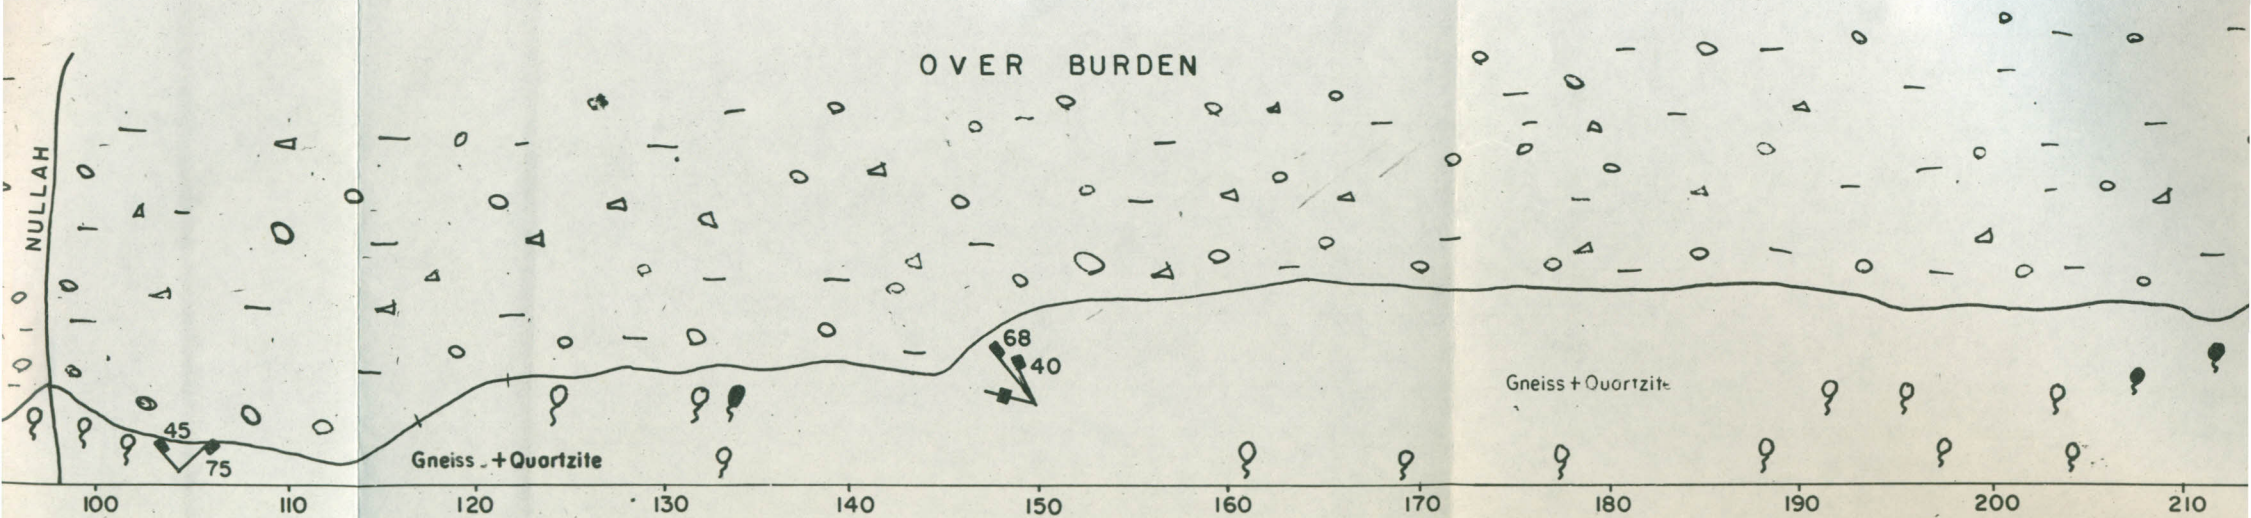 OVER BURDEN
NULLAH
68
40
Gneiss + Quortzite
45
75
Gneiss + Quartzite
100 110 120 130 140 150 160 170 180 190 200 210